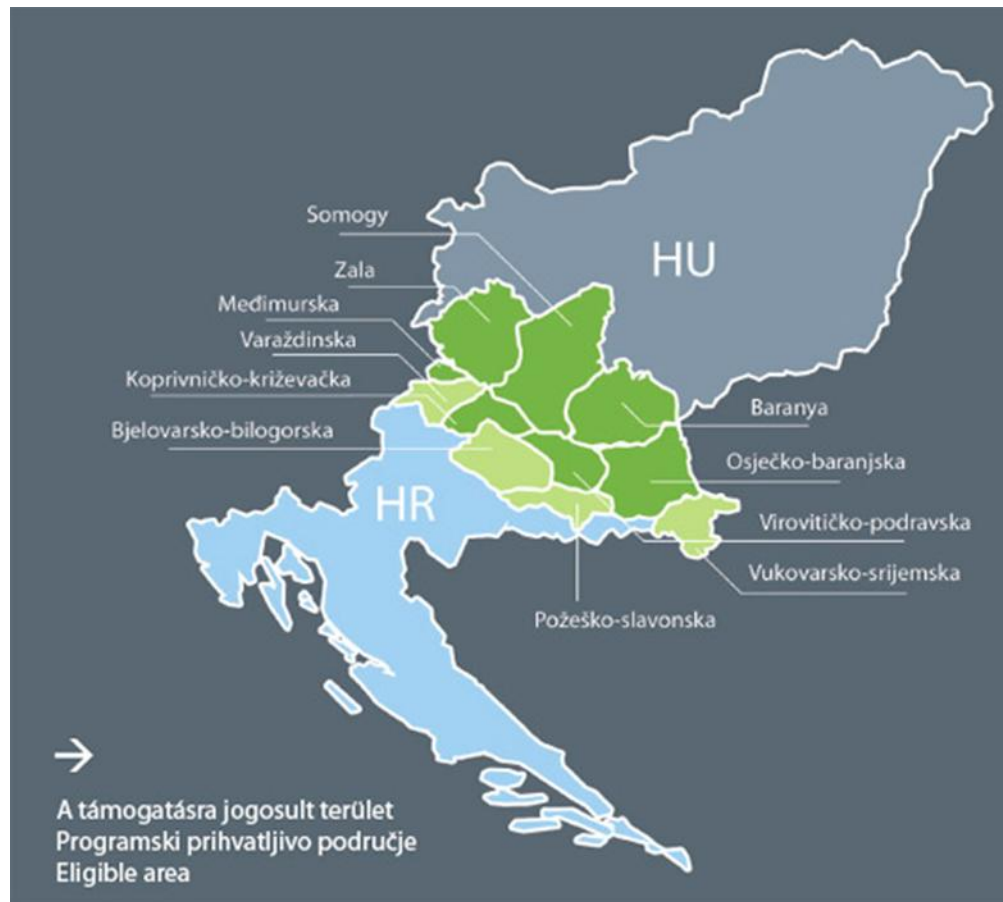 Somogy
HU
Zala
Međimurska
Varaždinska
Koprivničko-križevačka
Baranya
Bjelovarsko-bilogorska
Osječko-baranjska
HR
Virovitičko-podravska
Vukovarsko-srijemska
Požeško-slavonska
A támogatásra jogosult terület
Programski prihvatljivo područje
Eligible area